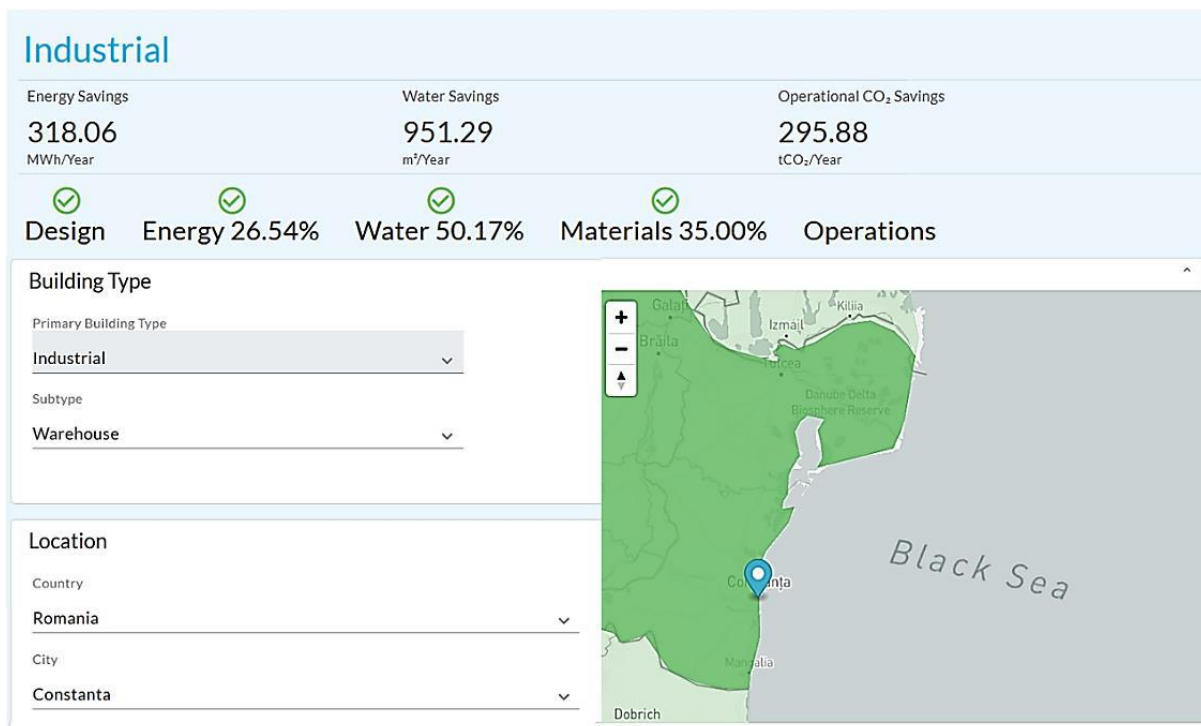 Industrial
Energy Savings Water Savings Operational CO₂ Savings
318.06 951.29 295.88
MWh/Year m³/Year tCO₂/Year
Design Energy 26.54% Water 50.17% Materials 35.00% Operations
Building Type
Primary Building Type
Industrial
Subtype
Warehouse
Location
Country
Romania
City
Constanta
+
−
Galați
Kiliia
Izmail
Brăila
Tulcea
Danube Delta
Biosphere Reserve
Black Sea
Mangalia
Dobrich